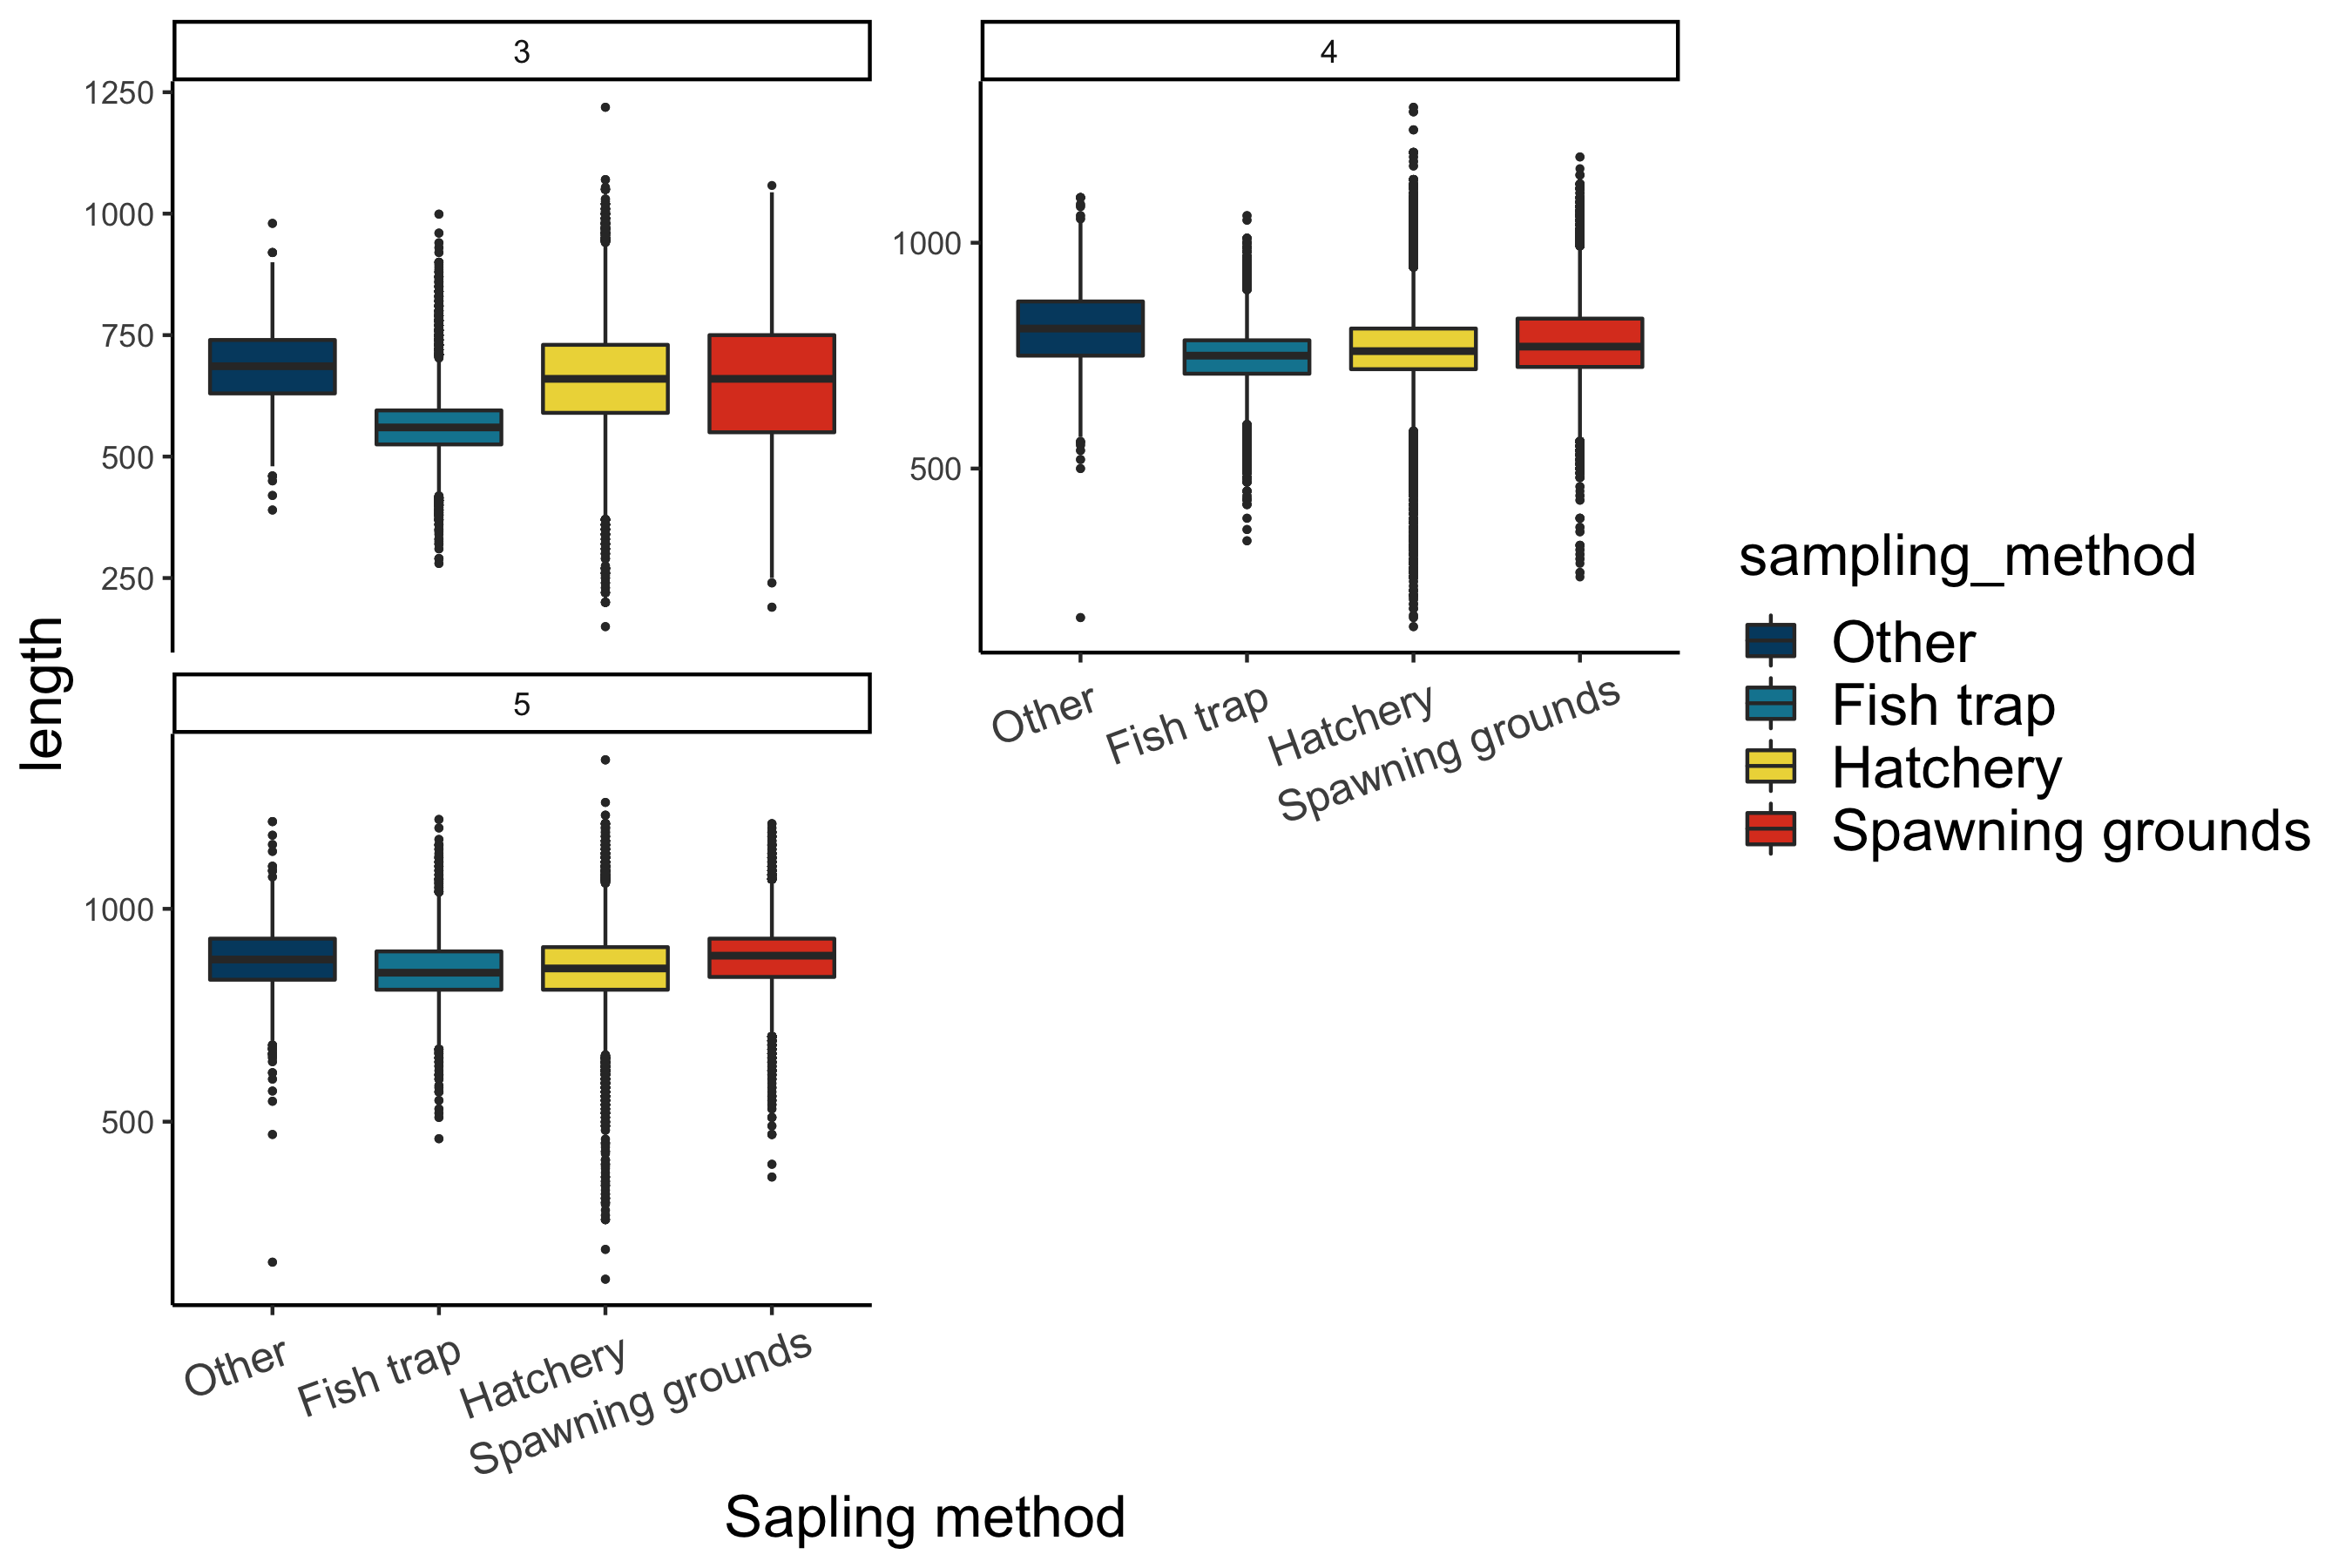 3
4
1250
1000
750
500
250
1000
500
Other
Fish trap
Hatchery
Spawning grounds
length
5
1000
500
Other
Fish trap
Hatchery
Spawning grounds
Sapling method
sampling_method
Other
Fish trap
Hatchery
Spawning grounds